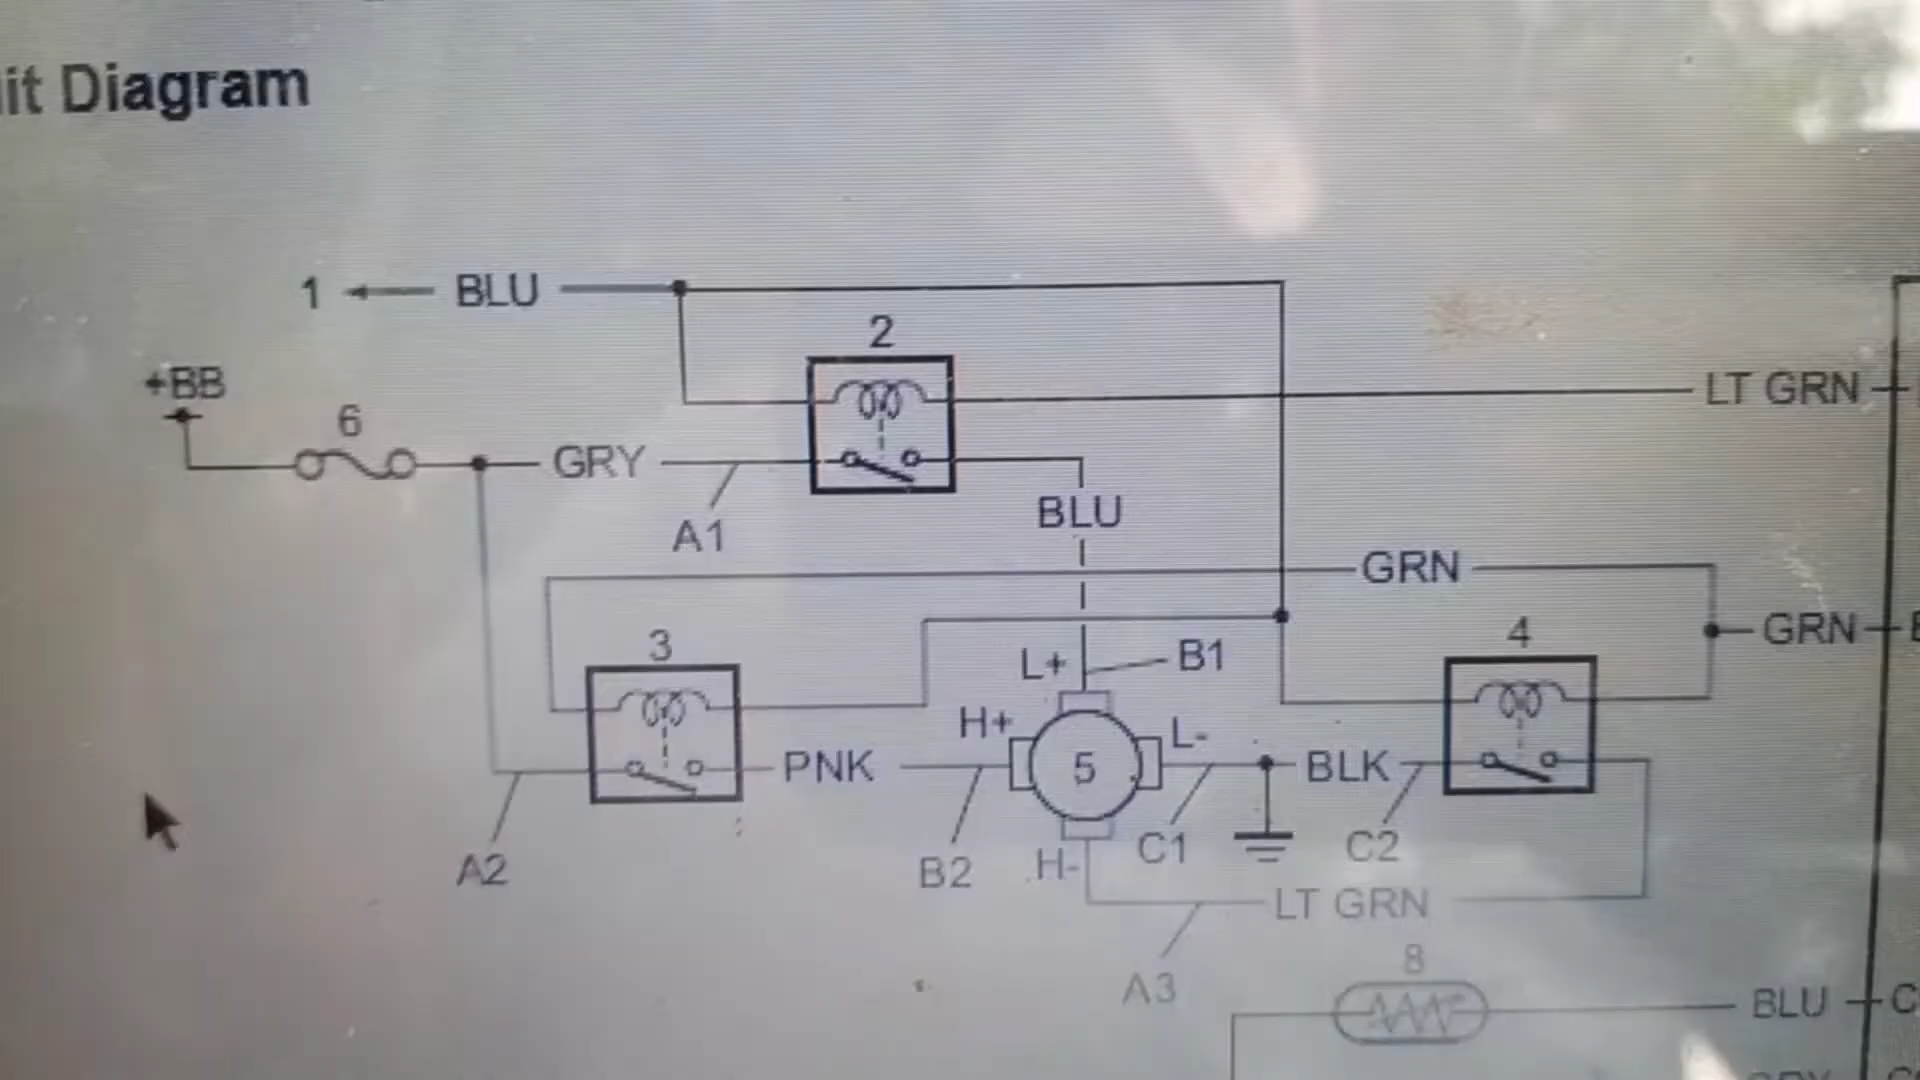 it Diagram
1 BLU
2
+BB
LT GRN
6
GRY
BLU
A1
GRN
3
4
GRN
L+
B1
H+
L-
PNK
5
BLK
A2
B2
H-
C1
C2
LT GRN
8
A3
BLU
C